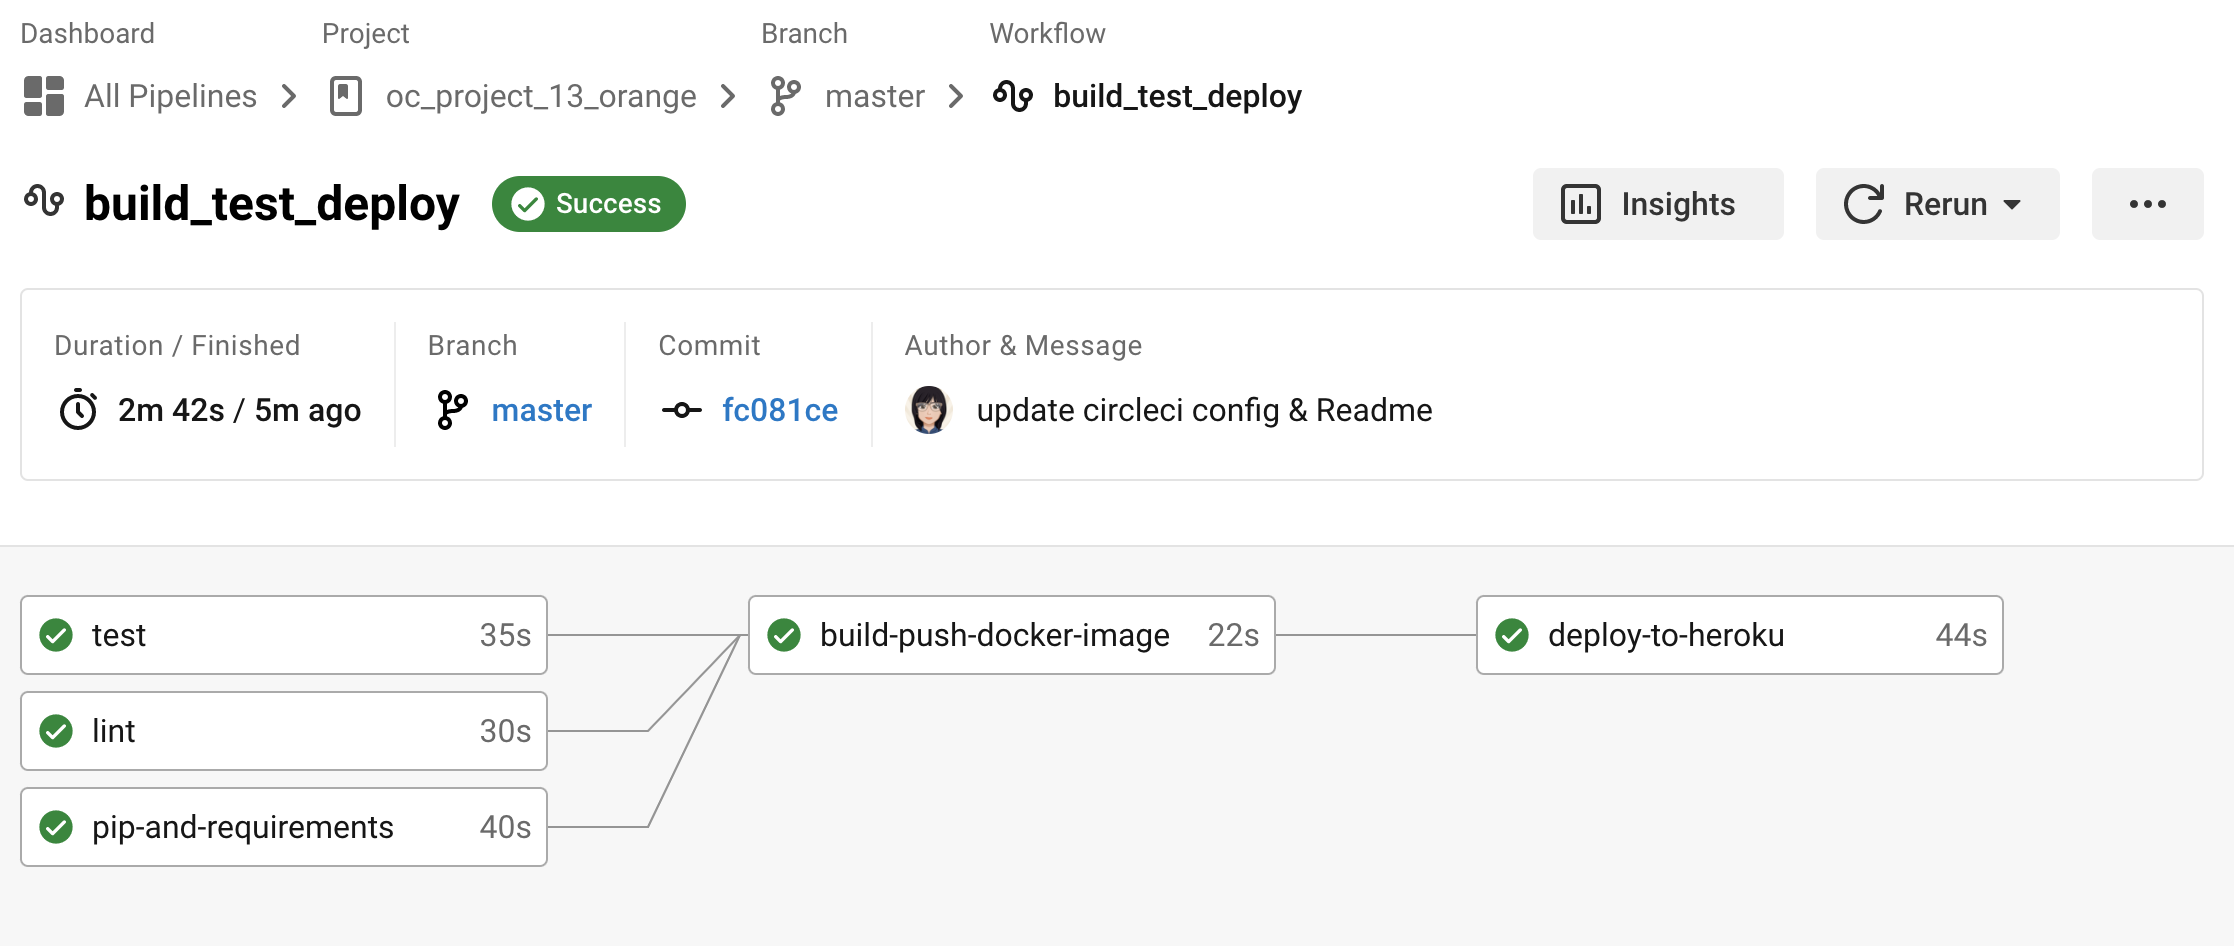 Dashboard Project Branch Workflow
All Pipelines oc_project_13_orange master build_test_deploy
build_test_deploy Success Insights Rerun
Duration / Finished Branch Commit Author & Message
2m 42s / 5m ago master fc081ce update circleci config & Readme
test 35s build-push-docker-image 22s deploy-to-heroku 44s
lint 30s
pip-and-requirements 40s